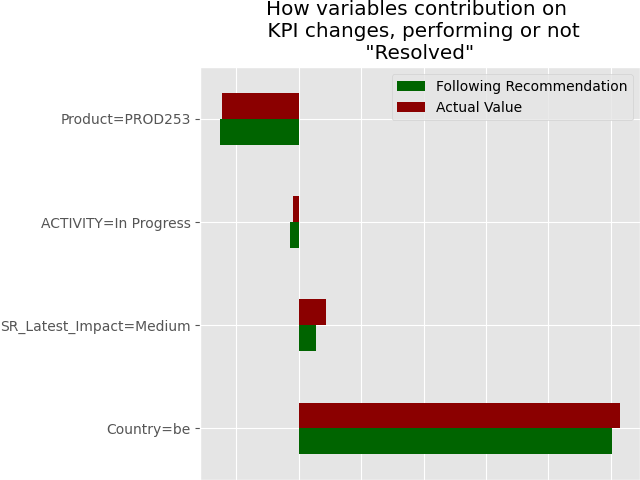 How variables contribution on
KPI changes, performing or not
"Resolved"
Following Recommendation
Actual Value
Product=PROD253
ACTIVITY=In Progress
SR_Latest_Impact=Medium
Country=be